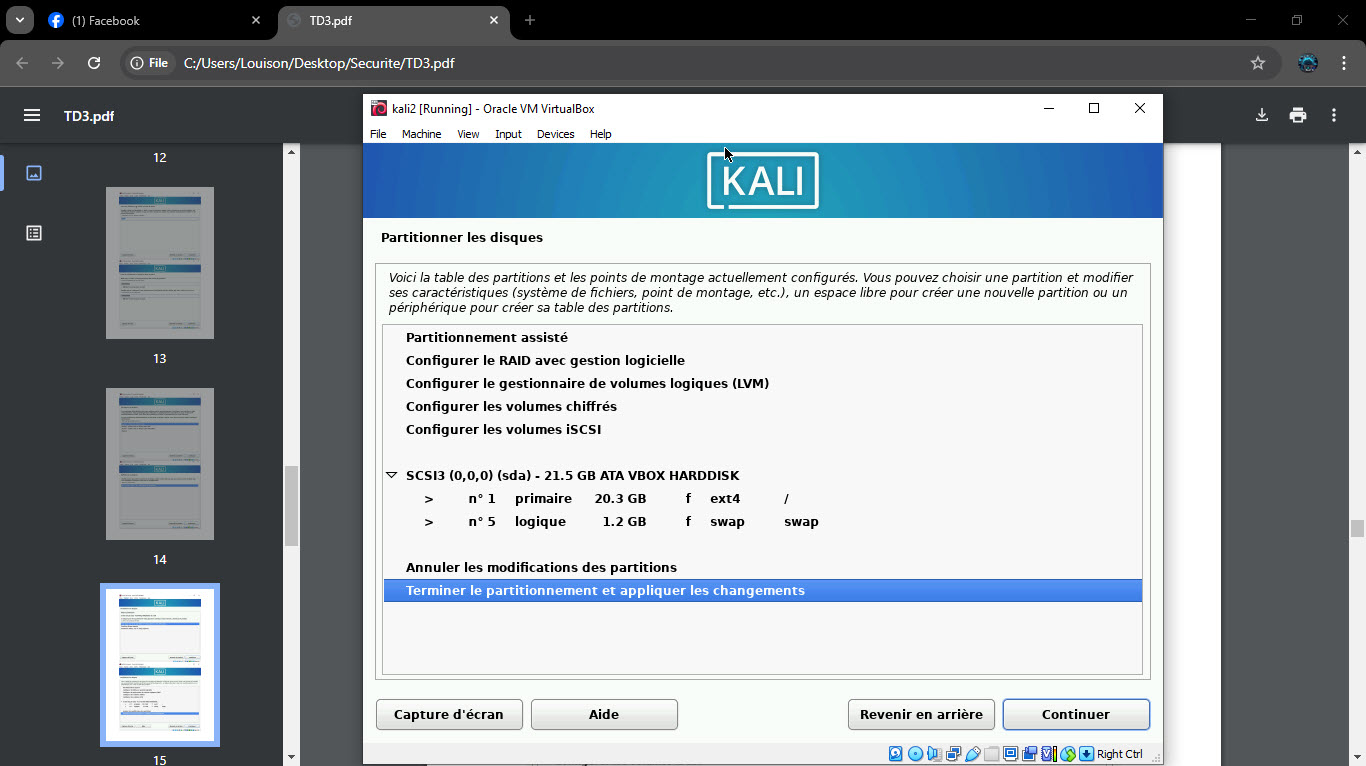 (1) Facebook
TD3.pdf
File
C:/Users/Louison/Desktop/Securite/TD3.pdf
TD3.pdf
12
13
14
15
kali2 [Running] - Oracle VM VirtualBox
File Machine View Input Devices Help
KALI
Partitionner les disques
Voici la table des partitions et les points de montage actuellement configurés. Vous pouvez choisir une partition et modifier
ses caractéristiques (système de fichiers, point de montage, etc.), un espace libre pour créer une nouvelle partition ou un
périphérique pour créer sa table des partitions.
Partitionnement assisté
Configurer le RAID avec gestion logicielle
Configurer le gestionnaire de volumes logiques (LVM)
Configurer les volumes chiffrés
Configurer les volumes iSCSI
SCSI3 (0,0,0) (sda) - 21.5 GB ATA VBOX HARDDISK
> n° 1 primaire 20.3 GB f ext4 /
> n° 5 logique 1.2 GB f swap swap
Annuler les modifications des partitions
Terminer le partitionnement et appliquer les changements
Capture d'écran
Aide
Revenir en arrière
Continuer
Right Ctrl